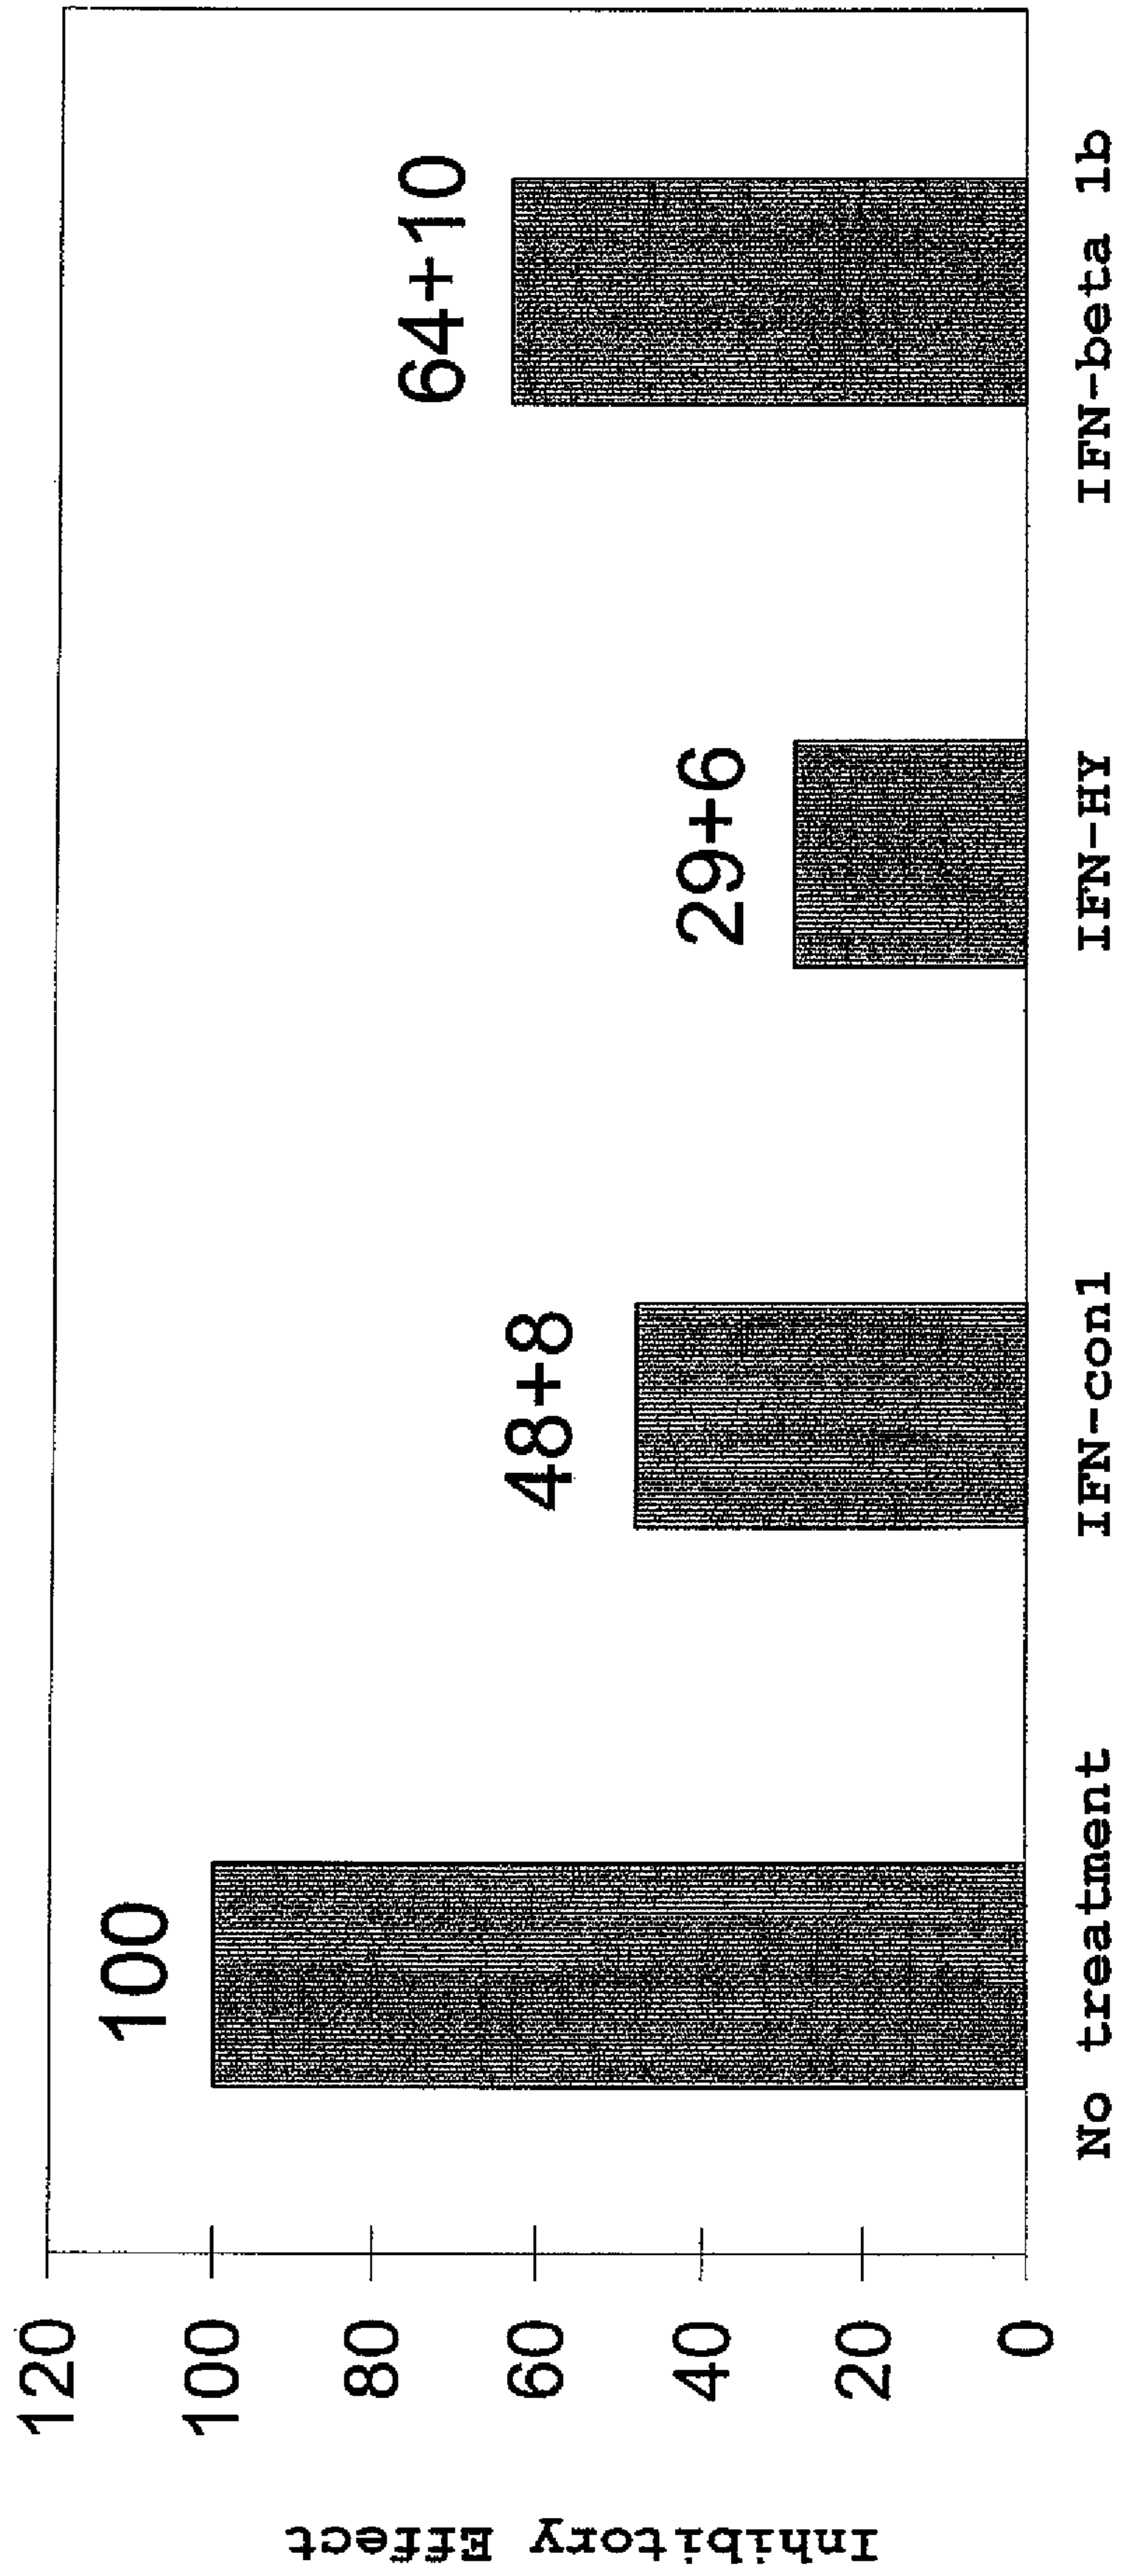 Inhibitory Effect
120
100
80
60
40
20
0
100
48+8
29+6
64+10
No treatment
IFN-con1
IFN-HY
IFN-beta 1b